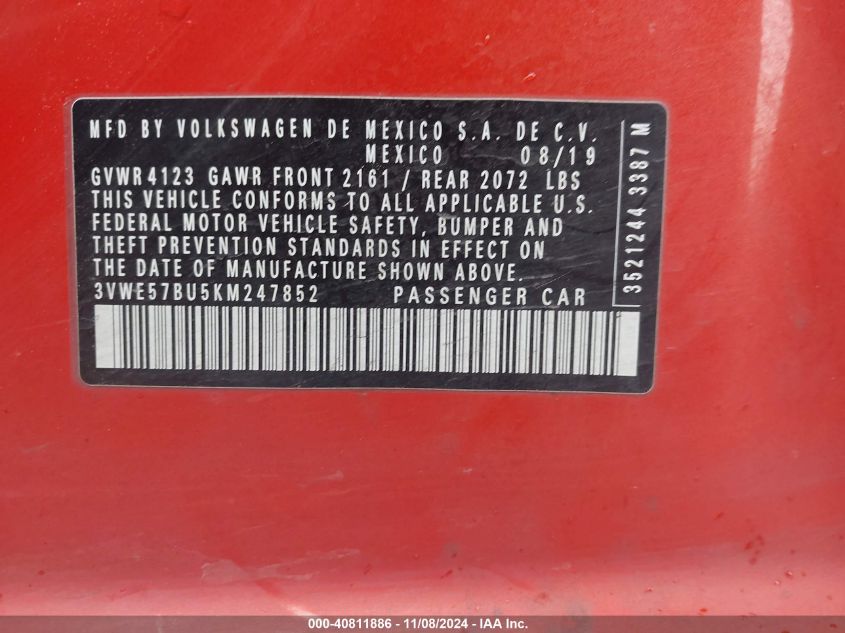 MFD BY VOLKSWAGEN DE MEXICO S.A. DE C.V.
MEXICO 08/19
GVWR 4123 GAWR FRONT 2161 / REAR 2072 LBS
THIS VEHICLE CONFORMS TO ALL APPLICABLE U.S.
FEDERAL MOTOR VEHICLE SAFETY, BUMPER AND
THEFT PREVENTION STANDARDS IN EFFECT ON
THE DATE OF MANUFACTURE SHOWN ABOVE.
3VWE57BU5KM247852 PASSENGER CAR
3521244 3387 M
000-40811886 - 11/08/2024 - IAA Inc.